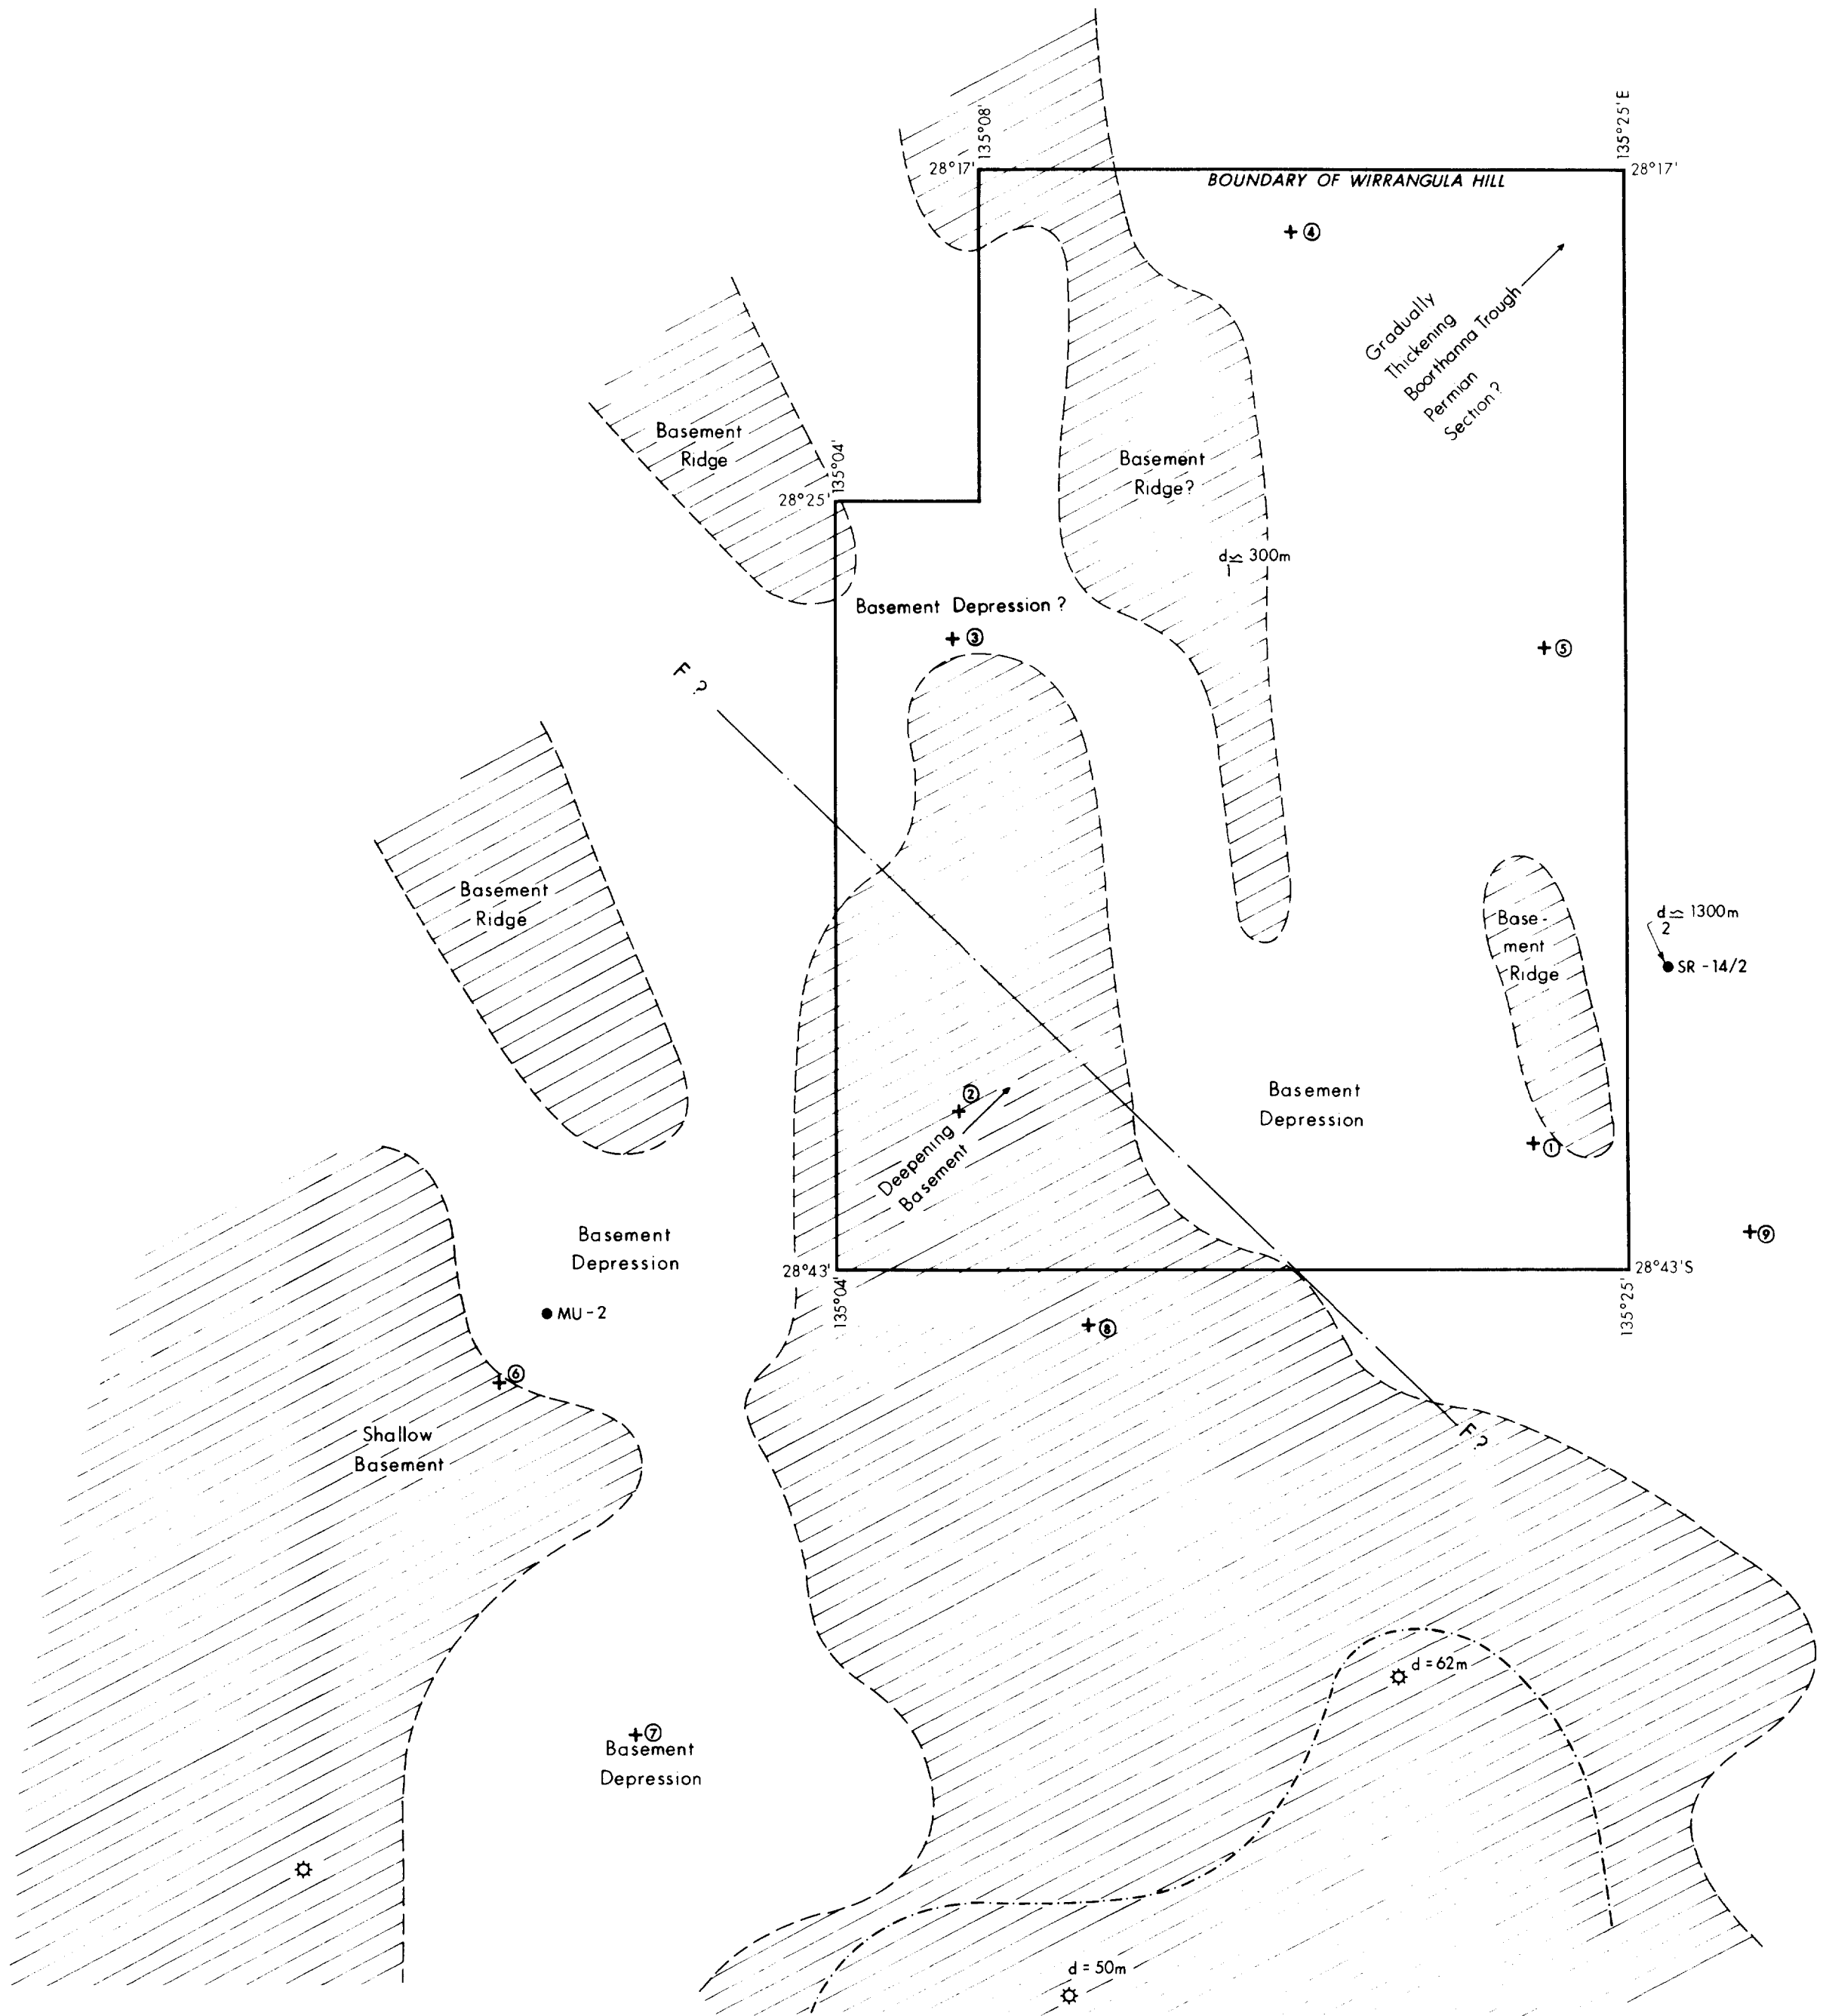 135°08'
135°25'E
28°17'
28°17'
BOUNDARY OF WIRRANGULA HILL
+ ④
Gradually
Thickening
Boorthanna Trough
Permian
Section?
Basement
Ridge
135°04'
28°25'
Basement
Ridge?
d ≃ 300m
1
Basement Depression ?
+ ③
+ ⑤
F ?
Basement
Ridge
Base-
ment
Ridge
d ≃ 1300m
2
SR - 14/2
+ ②
Deepening
Basement
Basement
Depression
+ ①
+ ⑨
Basement
Depression
28°43'
28°43'S
135°04'
135°25'
MU - 2
+ ⑧
+ ⑥
Shallow
Basement
F ?
d = 62m
+ ⑦
Basement
Depression
d = 50m